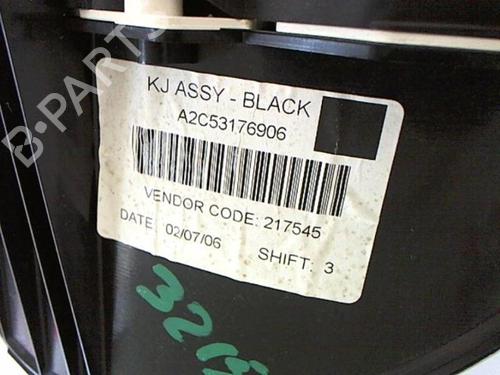 B-PARTS
KJ ASSY - BLACK
A2C53176906
VENDOR CODE: 217545
DATE: 02/07/06 SHIFT: 3